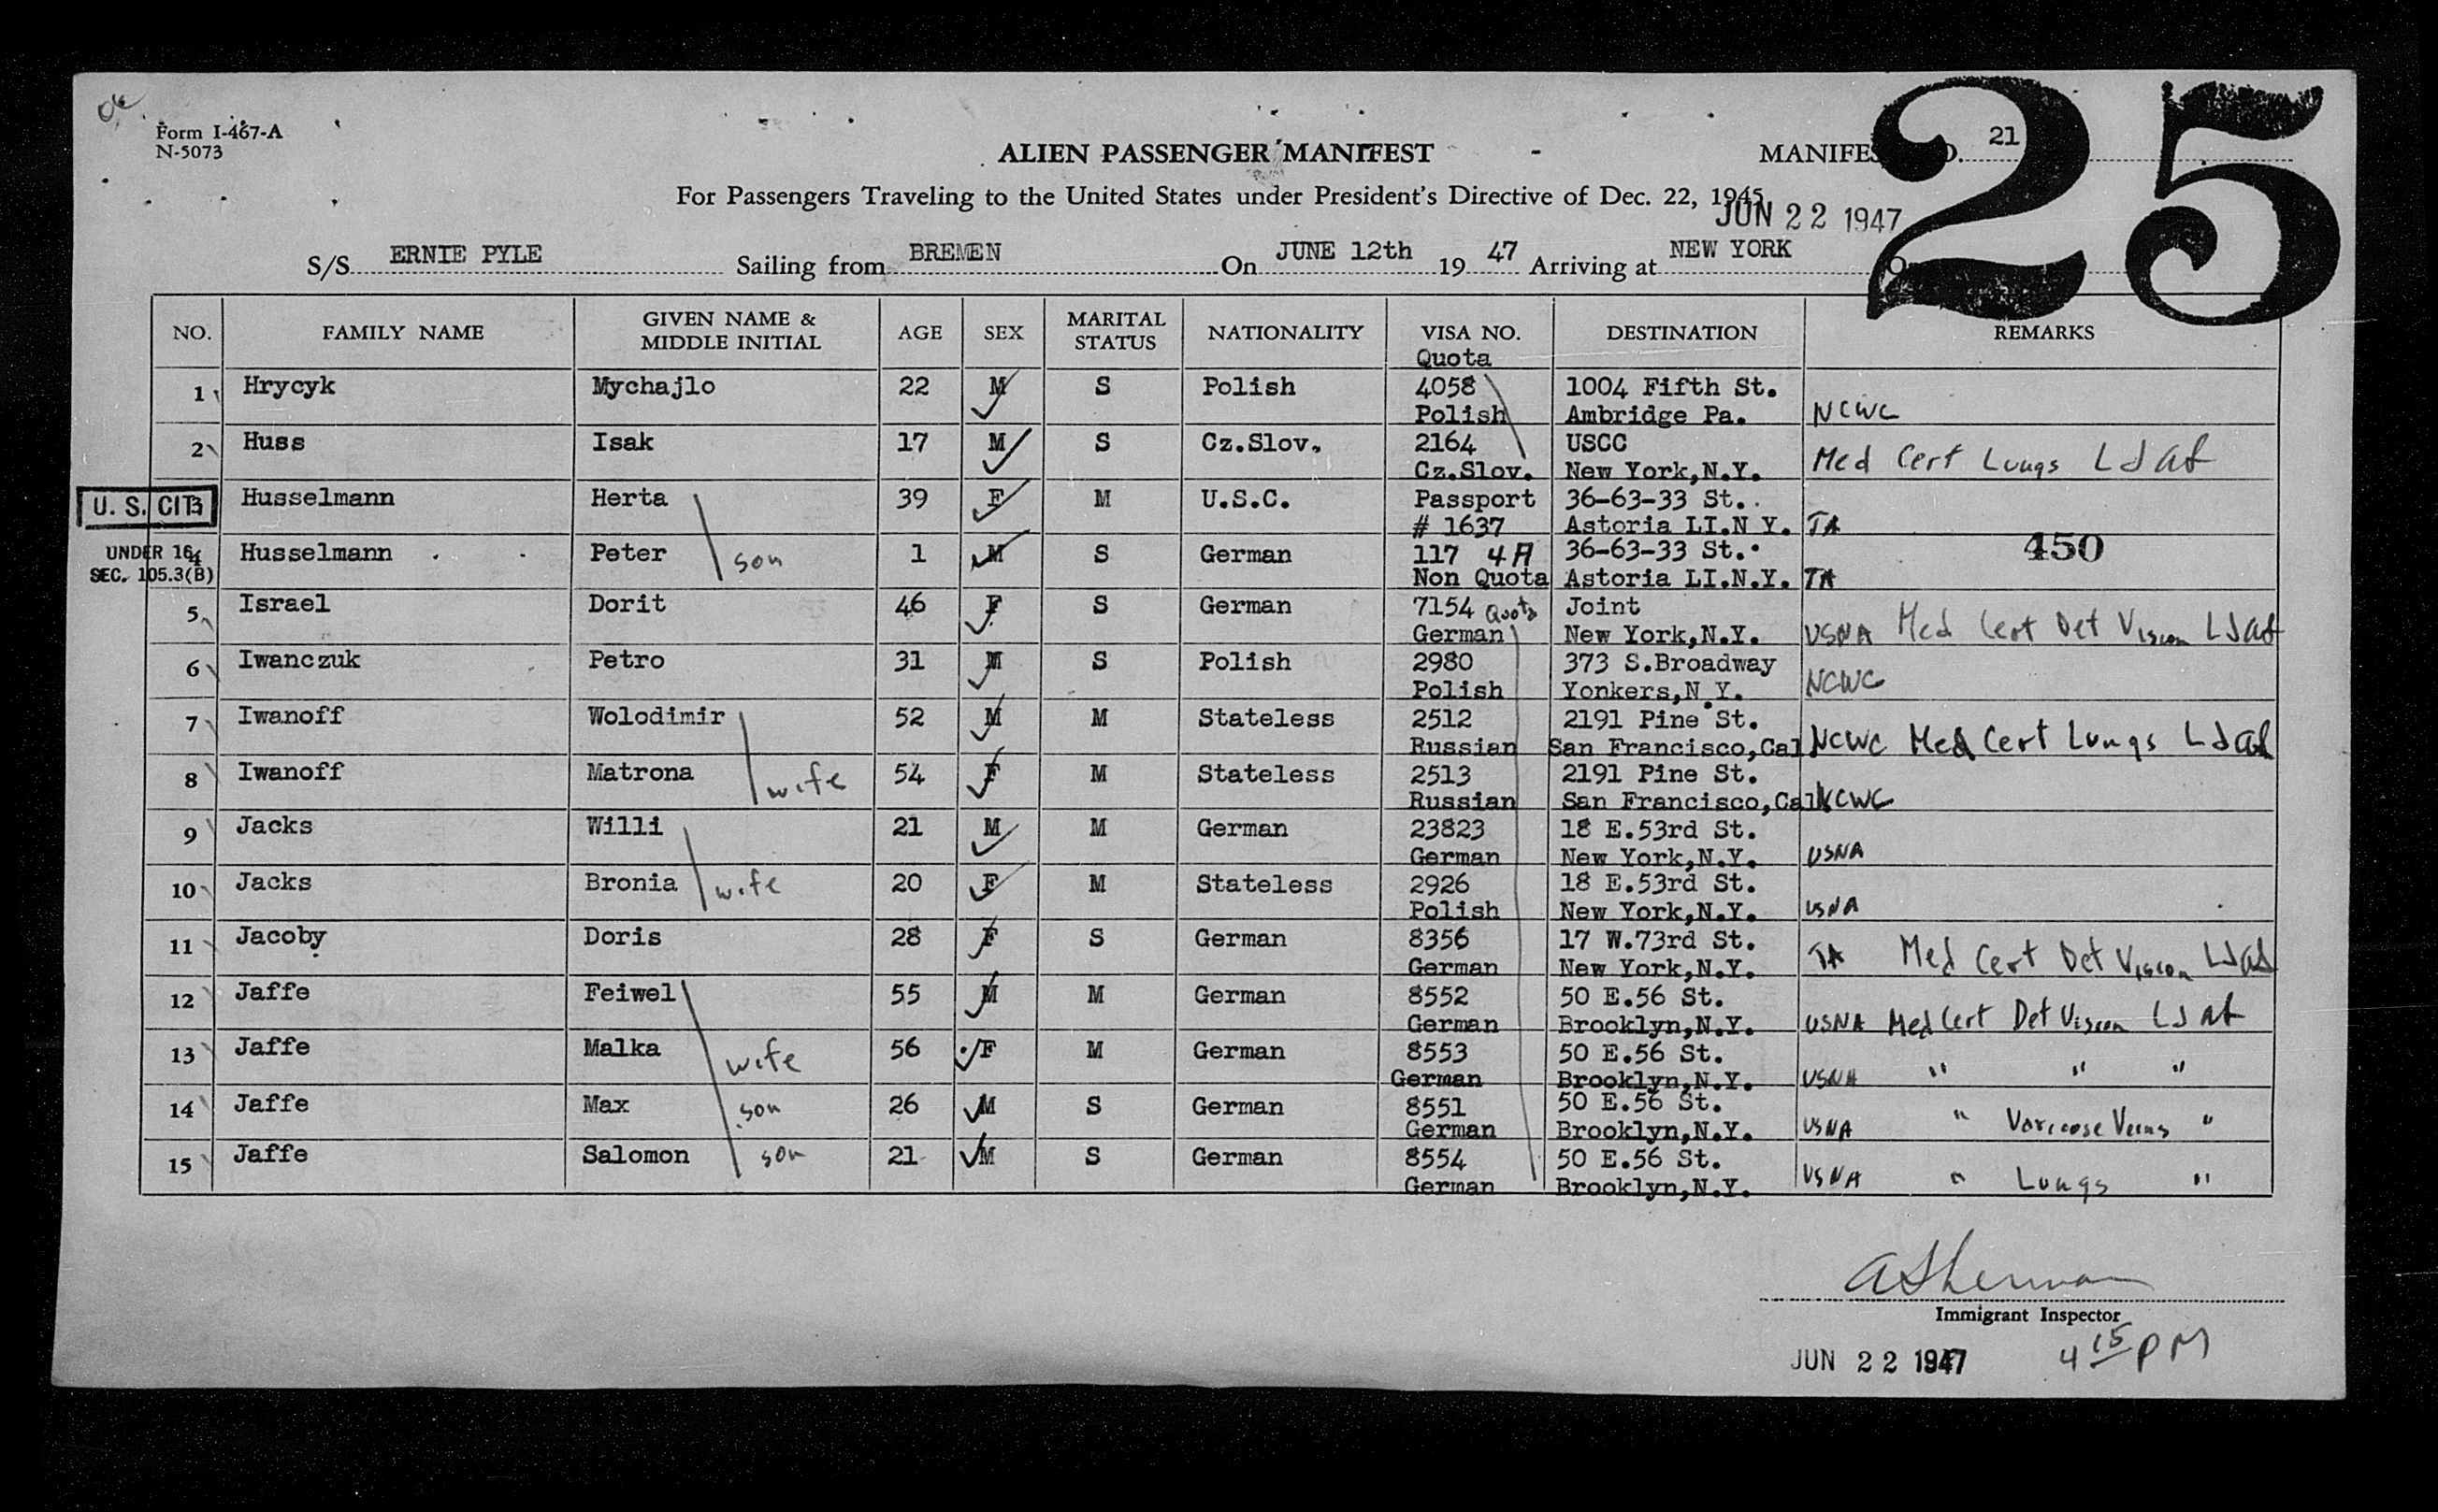 Form I-467-A
N-5073
25
ALIEN PASSENGER MANIFEST
MANIFEST NO. 21
For Passengers Traveling to the United States under President's Directive of Dec. 22, 1945
JUN 22 1947
S/S ERNIE PYLE Sailing from BREMEN On JUNE 12th 19 47 Arriving at NEW YORK
NO. FAMILY NAME GIVEN NAME & MIDDLE INITIAL AGE SEX MARITAL STATUS NATIONALITY VISA NO. DESTINATION REMARKS
Quota
1 Hrycyk Mychajlo 22 M S Polish 4058 1004 Fifth St.
Polish Ambridge Pa. NCWC
2 Huss Isak 17 M S Cz.Slov. 2164 USCC
Cz.Slov. New York,N.Y. Med Cert Lungs
U. S. CIT. 3 Husselmann Herta 39 F M U.S.C. Passport 36-63-33 St.
# 1637 Astoria LI.N Y. TA
UNDER 16 4 Husselmann Peter son 1 M S German 117 4A 36-63-33 St. 450
SEC. 105.3(B) Non Quota Astoria LI.N.Y. TA
5 Israel Dorit 46 F S German 7154 Quota Joint
German New York,N.Y. USNA Med Cert Det Vision
6 Iwanczuk Petro 31 M S Polish 2980 373 S.Broadway
Polish Yonkers,N Y. NCWC
7 Iwanoff Wolodimir 52 M M Stateless 2512 2191 Pine St.
Russian San Francisco,Cal NCWC Med Cert Lungs
8 Iwanoff Matrona wife 54 F M Stateless 2513 2191 Pine St.
Russian San Francisco,Cal NCWC
9 Jacks Willi 21 M M German 23823 18 E.53rd St.
German New York,N.Y. USNA
10 Jacks Bronia wife 20 F M Stateless 2926 18 E.53rd St.
Polish New York,N.Y. USNA
11 Jacoby Doris 28 F S German 8356 17 W.73rd St.
German New York,N.Y. TA Med Cert Det Vision
12 Jaffe Feiwel 55 M M German 8552 50 E.56 St.
German Brooklyn,N.Y. USNA Med Cert Det Vision
13 Jaffe Malka wife 56 F M German 8553 50 E.56 St.
German Brooklyn,N.Y. USNA " " "
14 Jaffe Max son 26 M S German 8551 50 E.56 St.
German Brooklyn,N.Y. USNA " Varicose Veins "
15 Jaffe Salomon son 21 M S German 8554 50 E.56 St.
German Brooklyn,N.Y. USNA " Lungs "
ASherman
Immigrant Inspector
JUN 22 1947 4 15 PM